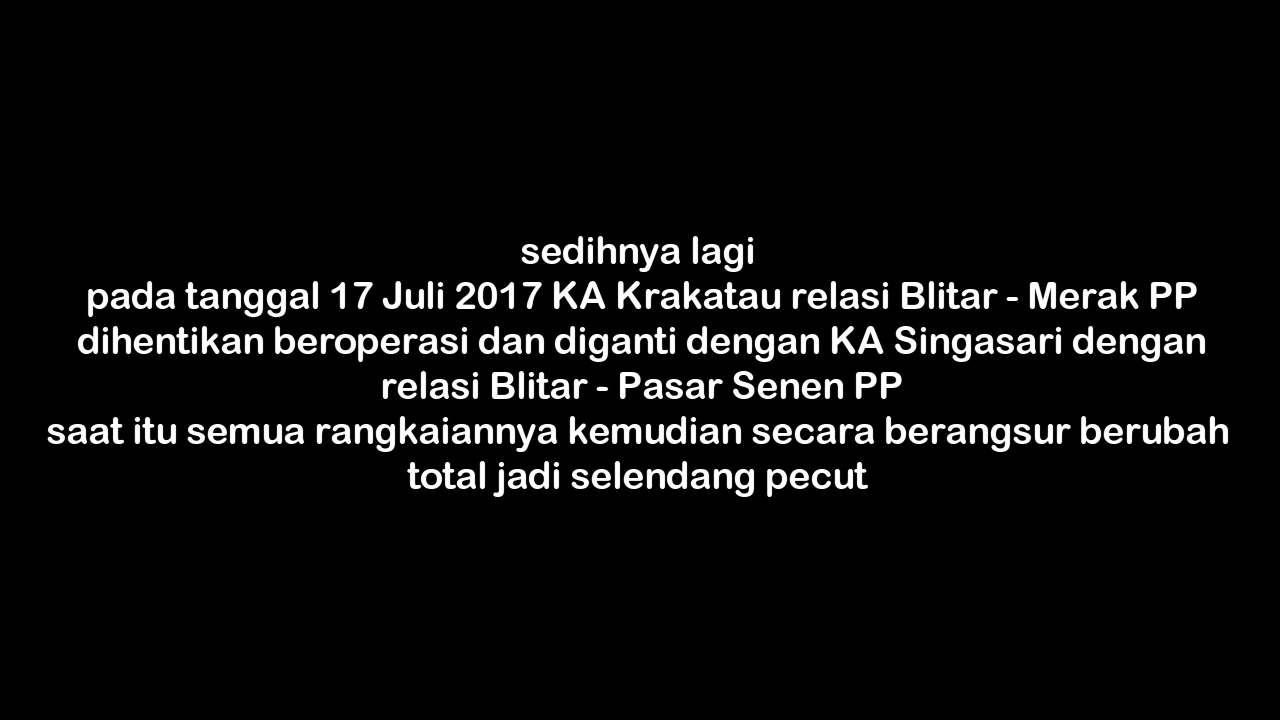 sedihnya lagi
pada tanggal 17 Juli 2017 KA Krakatau relasi Blitar - Merak PP
dihentikan beroperasi dan diganti dengan KA Singasari dengan
relasi Blitar - Pasar Senen PP
saat itu semua rangkaiannya kemudian secara berangsur berubah
total jadi selendang pecut